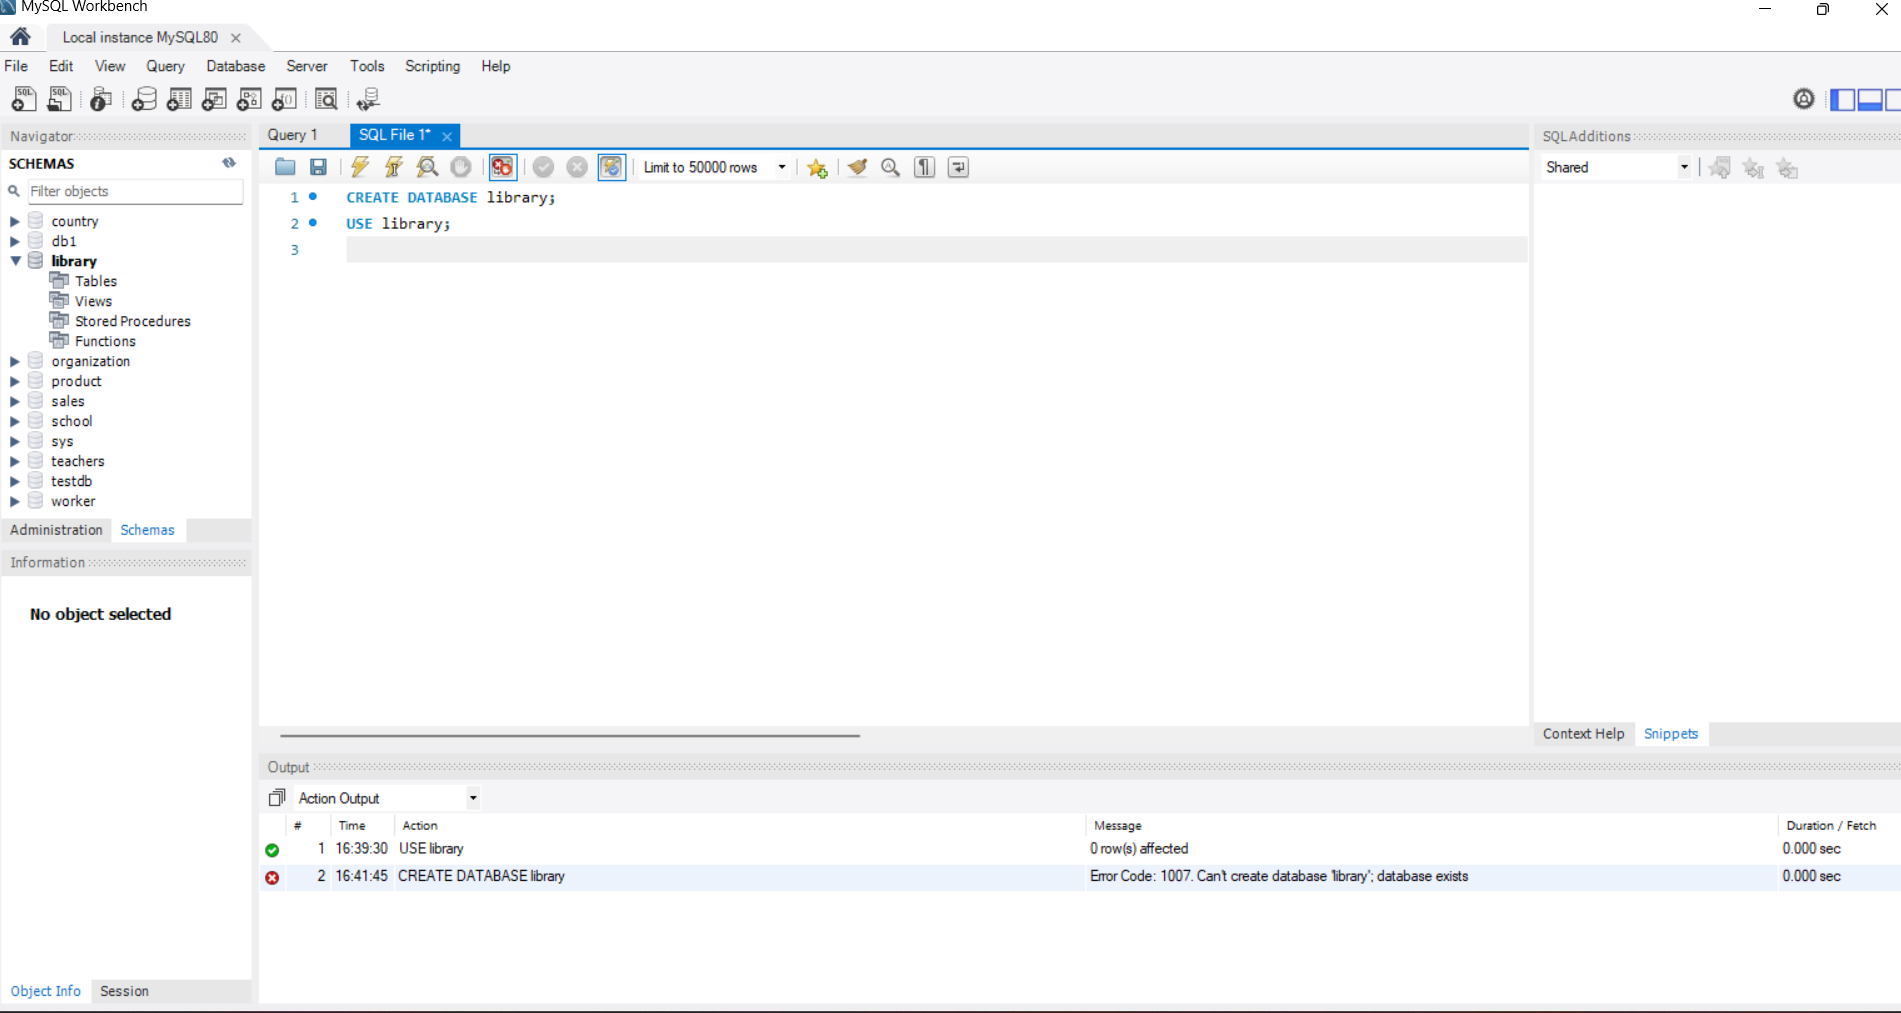 MySQL Workbench
Local instance MySQL80
File Edit View Query Database Server Tools Scripting Help
Navigator
SCHEMAS
Filter objects
country
db1
library
Tables
Views
Stored Procedures
Functions
organization
product
sales
school
sys
teachers
testdb
worker
Administration Schemas
Information
No object selected
Object Info Session
Query 1 SQL File 1*
Limit to 50000 rows
1 CREATE DATABASE library;
2 USE library;
3
SQLAdditions
Shared
Context Help Snippets
Output
Action Output
# Time Action Message Duration / Fetch
1 16:39:30 USE library 0 row(s) affected 0.000 sec
2 16:41:45 CREATE DATABASE library Error Code: 1007. Can't create database 'library'; database exists 0.000 sec